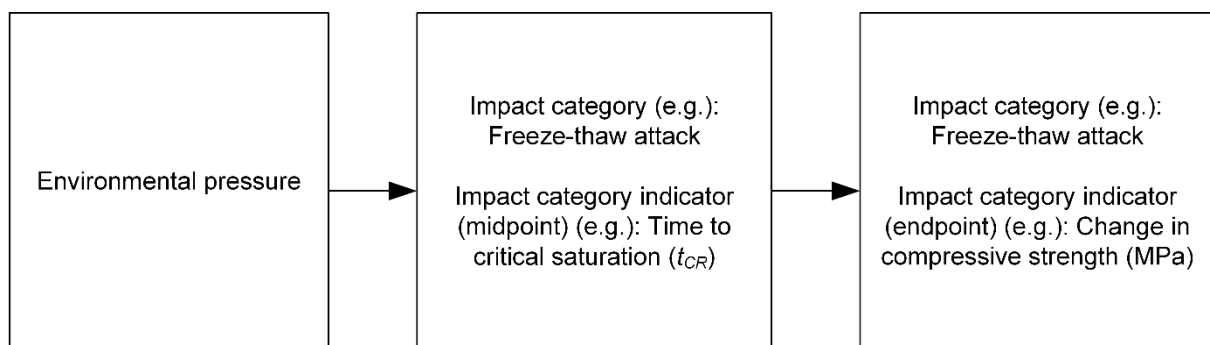 Environmental pressure
Impact category (e.g.):
Freeze-thaw attack
Impact category indicator
(midpoint) (e.g.): Time to
critical saturation (tCR)
Impact category (e.g.):
Freeze-thaw attack
Impact category indicator
(endpoint) (e.g.): Change in
compressive strength (MPa)